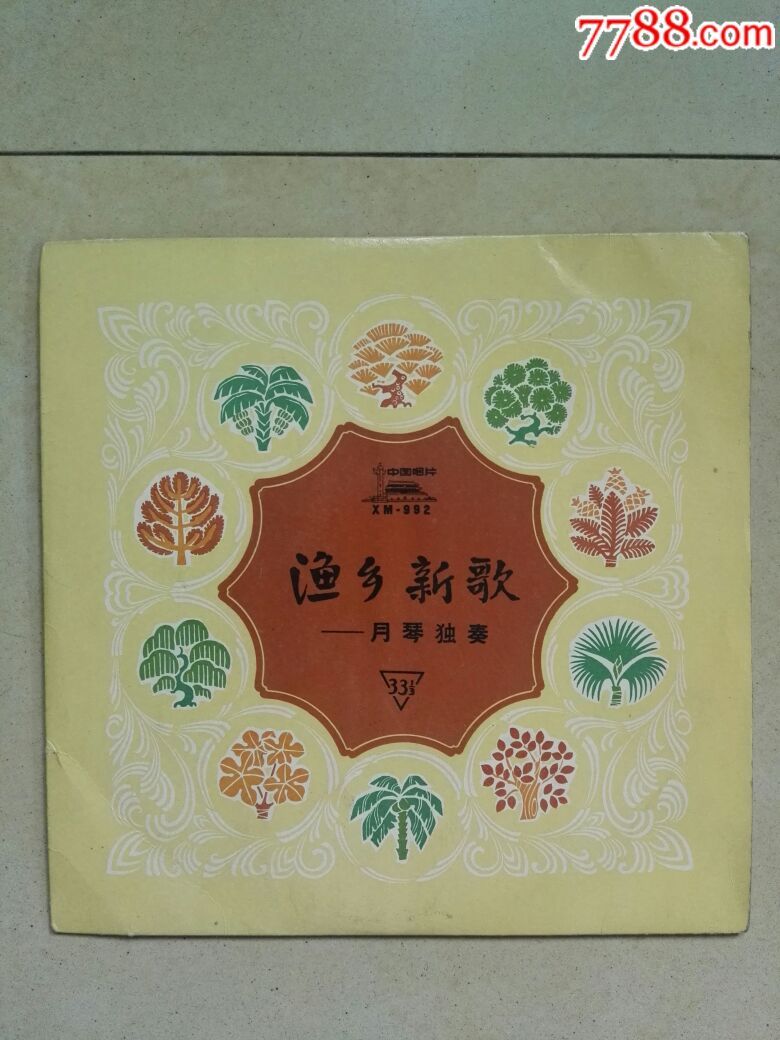 7788.com
中国唱片
XM-992
渔乡新歌
——月琴独奏
33⅓